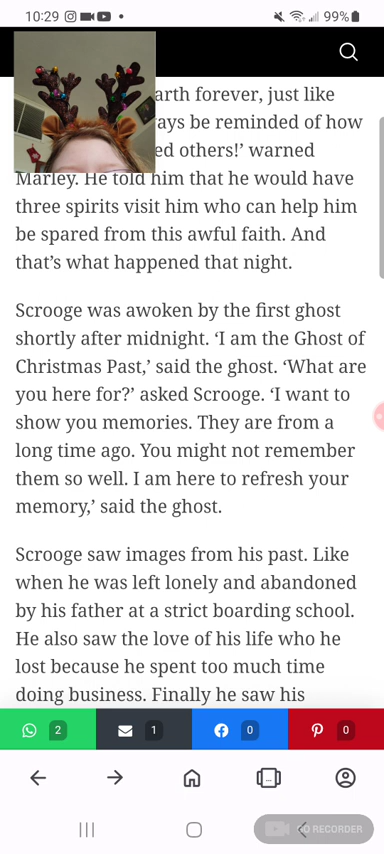 10:29
99%
arth forever, just like
ays be reminded of how
ed others!’ warned
Marley. He told him that he would have
three spirits visit him who can help him
be spared from this awful faith. And
that’s what happened that night.
Scrooge was awoken by the first ghost
shortly after midnight. ‘I am the Ghost of
Christmas Past,’ said the ghost. ‘What are
you here for?’ asked Scrooge. ‘I want to
show you memories. They are from a
long time ago. You might not remember
them so well. I am here to refresh your
memory,’ said the ghost.
Scrooge saw images from his past. Like
when he was left lonely and abandoned
by his father at a strict boarding school.
He also saw the love of his life who he
lost because he spent too much time
doing business. Finally he saw his
2 1 0 0
RECORDER